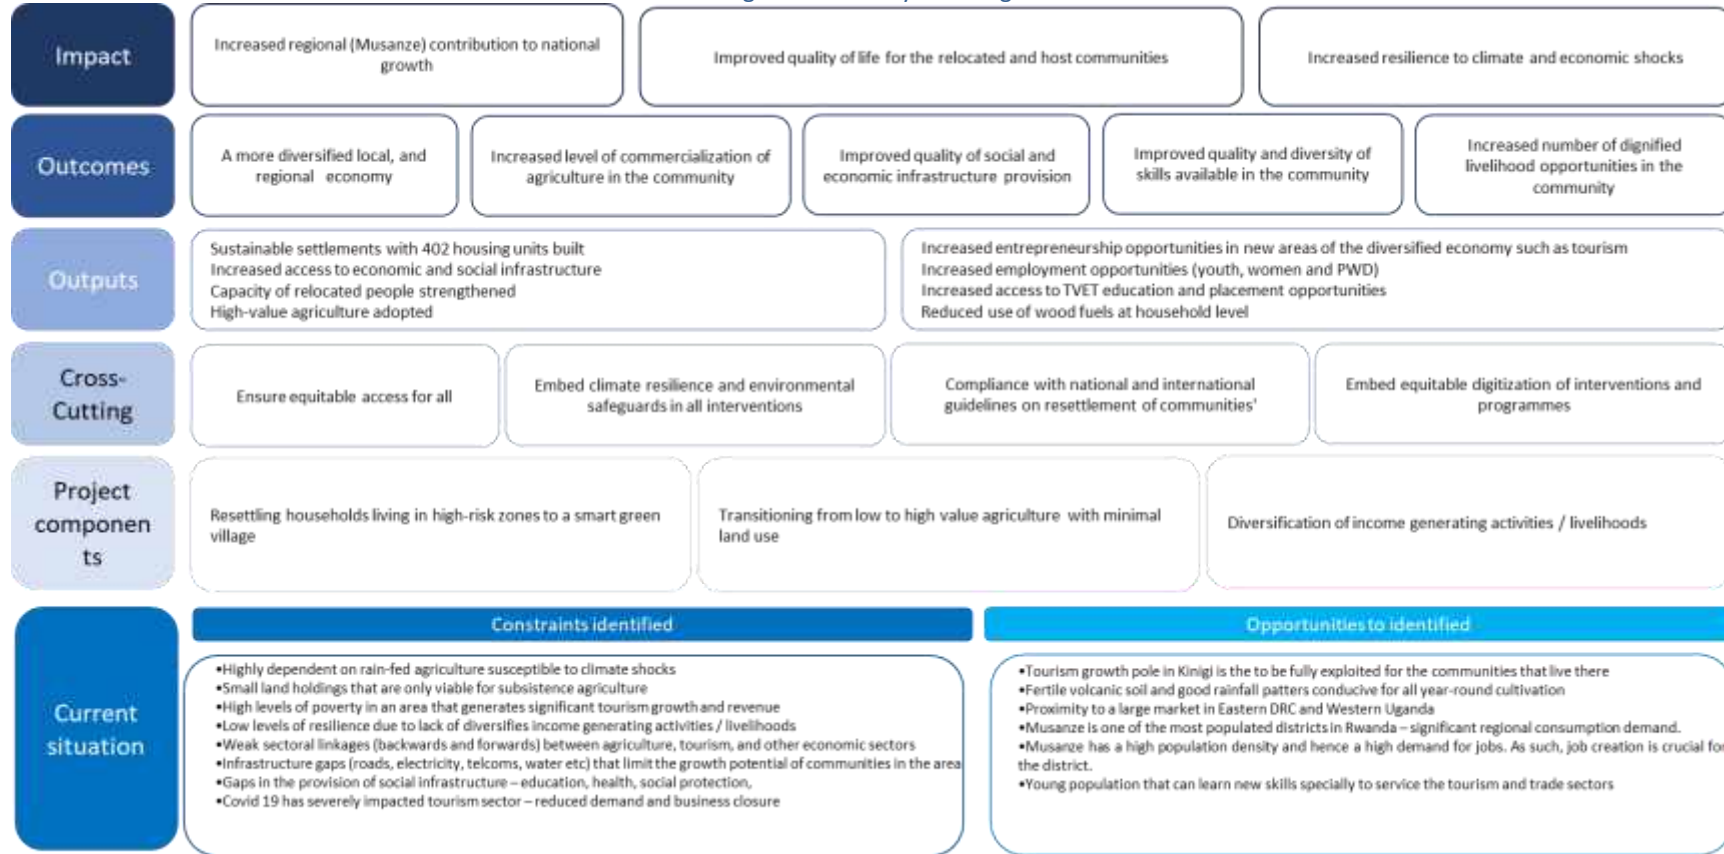 Impact
Increased regional (Musanze) contribution to national
growth
Improved quality of life for the relocated and host communities
Increased resilience to climate and economic shocks
Outcomes
A more diversified local, and
regional economy
Increased level of commercialization of
agriculture in the community
Improved quality of social and
economic infrastructure provision
Improved quality and diversity of
skills available in the community
Increased number of dignified
livelihood opportunities in the
community
Outputs
Sustainable settlements with 402 housing units built
Increased access to economic and social infrastructure
Capacity of relocated people strengthened
High-value agriculture adopted
Increased entrepreneurship opportunities in new areas of the diversified economy such as tourism
Increased employment opportunities (youth, women and PWD)
Increased access to TVET education and placement opportunities
Reduced use of wood fuels at household level
Cross-
Cutting
Ensure equitable access for all
Embed climate resilience and environmental
safeguards in all interventions
Compliance with national and international
guidelines on resettlement of communities'
Embed equitable digitization of interventions and
programmes
Project
componen
ts
Resettling households living in high-risk zones to a smart green
village
Transitioning from low to high value agriculture with minimal
land use
Diversification of income generating activities / livelihoods
Current
situation
Constraints identified
•Highly dependent on rain-fed agriculture susceptible to climate shocks
•Small land holdings that are only viable for subsistence agriculture
•High levels of poverty in an area that generates significant tourism growth and revenue
•Low levels of resilience due to lack of diversifies income generating activities / livelihoods
•Weak sectoral linkages (backwards and forwards) between agriculture, tourism, and other economic sectors
•Infrastructure gaps (roads, electricity, telcoms, water etc) that limit the growth potential of communities in the area
•Gaps in the provision of social infrastructure – education, health, social protection,
•Covid 19 has severely impacted tourism sector – reduced demand and business closure
Opportunities to identified
•Tourism growth pole in Kinigi is the to be fully exploited for the communities that live there
•Fertile volcanic soil and good rainfall patters conducive for all year-round cultivation
•Proximity to a large market in Eastern DRC and Western Uganda
•Musanze is one of the most populated districts in Rwanda – significant regional consumption demand.
•Musanze has a high population density and hence a high demand for jobs. As such, job creation is crucial for
the district.
•Young population that can learn new skills specially to service the tourism and trade sectors